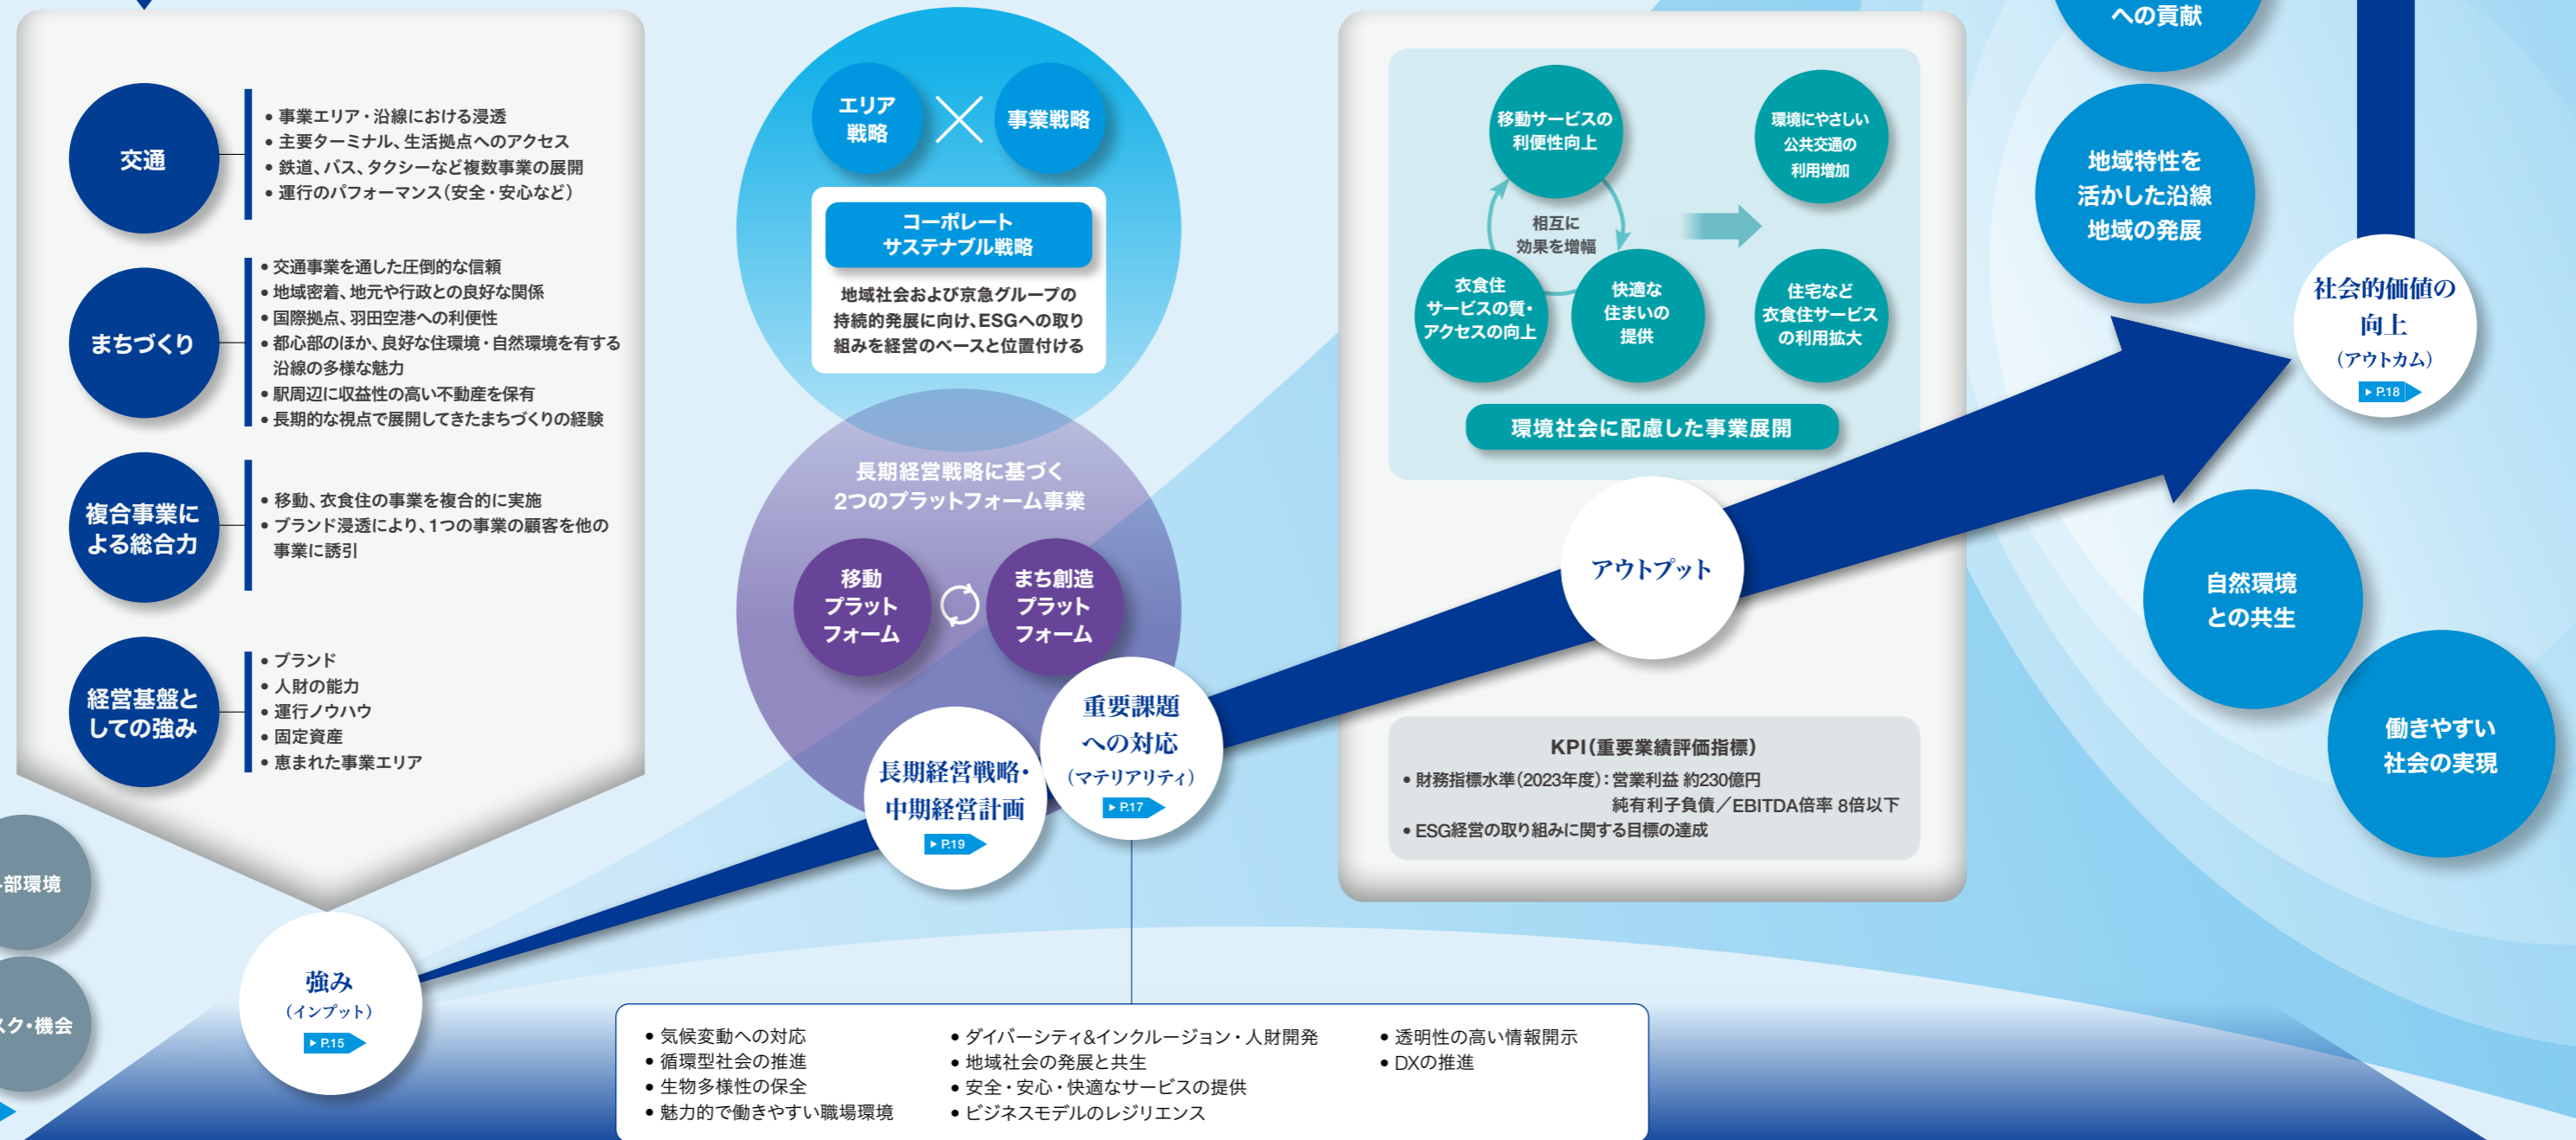 交通
• 事業エリア・沿線における浸透
• 主要ターミナル、生活拠点へのアクセス
• 鉄道、バス、タクシーなど複数事業の展開
• 運行のパフォーマンス（安全・安心など）
まちづくり
• 交通事業を通した圧倒的な信頼
• 地域密着、地元や行政との良好な関係
• 国際拠点、羽田空港への利便性
• 都心部のほか、良好な住環境・自然環境を有する
沿線の多様な魅力
• 駅周辺に収益性の高い不動産を保有
• 長期的な視点で展開してきたまちづくりの経験
複合事業に
よる総合力
• 移動、衣食住の事業を複合的に実施
• ブランド浸透により、1つの事業の顧客を他の
事業に誘引
経営基盤と
しての強み
• ブランド
• 人財の能力
• 運行ノウハウ
• 固定資産
• 恵まれた事業エリア
部環境
スク・機会
強み
（インプット）
▶ P.15
エリア
戦略
事業戦略
コーポレート
サステナブル戦略
地域社会および京急グループの
持続的発展に向け、ESGへの取り
組みを経営のベースと位置付ける
長期経営戦略に基づく
2つのプラットフォーム事業
移動
プラット
フォーム
まち創造
プラット
フォーム
長期経営戦略・
中期経営計画
▶ P.19
重要課題
への対応
（マテリアリティ）
▶ P.17
• 気候変動への対応
• 循環型社会の推進
• 生物多様性の保全
• 魅力的で働きやすい職場環境
• ダイバーシティ&インクルージョン・人財開発
• 地域社会の発展と共生
• 安全・安心・快適なサービスの提供
• ビジネスモデルのレジリエンス
• 透明性の高い情報開示
• DXの推進
移動サービスの
利便性向上
相互に
効果を増幅
衣食住
サービスの質・
アクセスの向上
快適な
住まいの
提供
環境にやさしい
公共交通の
利用増加
住宅など
衣食住サービス
の利用拡大
環境社会に配慮した事業展開
アウトプット
KPI（重要業績評価指標）
• 財務指標水準（2023年度）：営業利益 約230億円
純有利子負債／EBITDA倍率 8倍以下
• ESG経営の取り組みに関する目標の達成
への貢献
地域特性を
活かした沿線
地域の発展
社会的価値の
向上
（アウトカム）
▶ P.18
自然環境
との共生
働きやすい
社会の実現